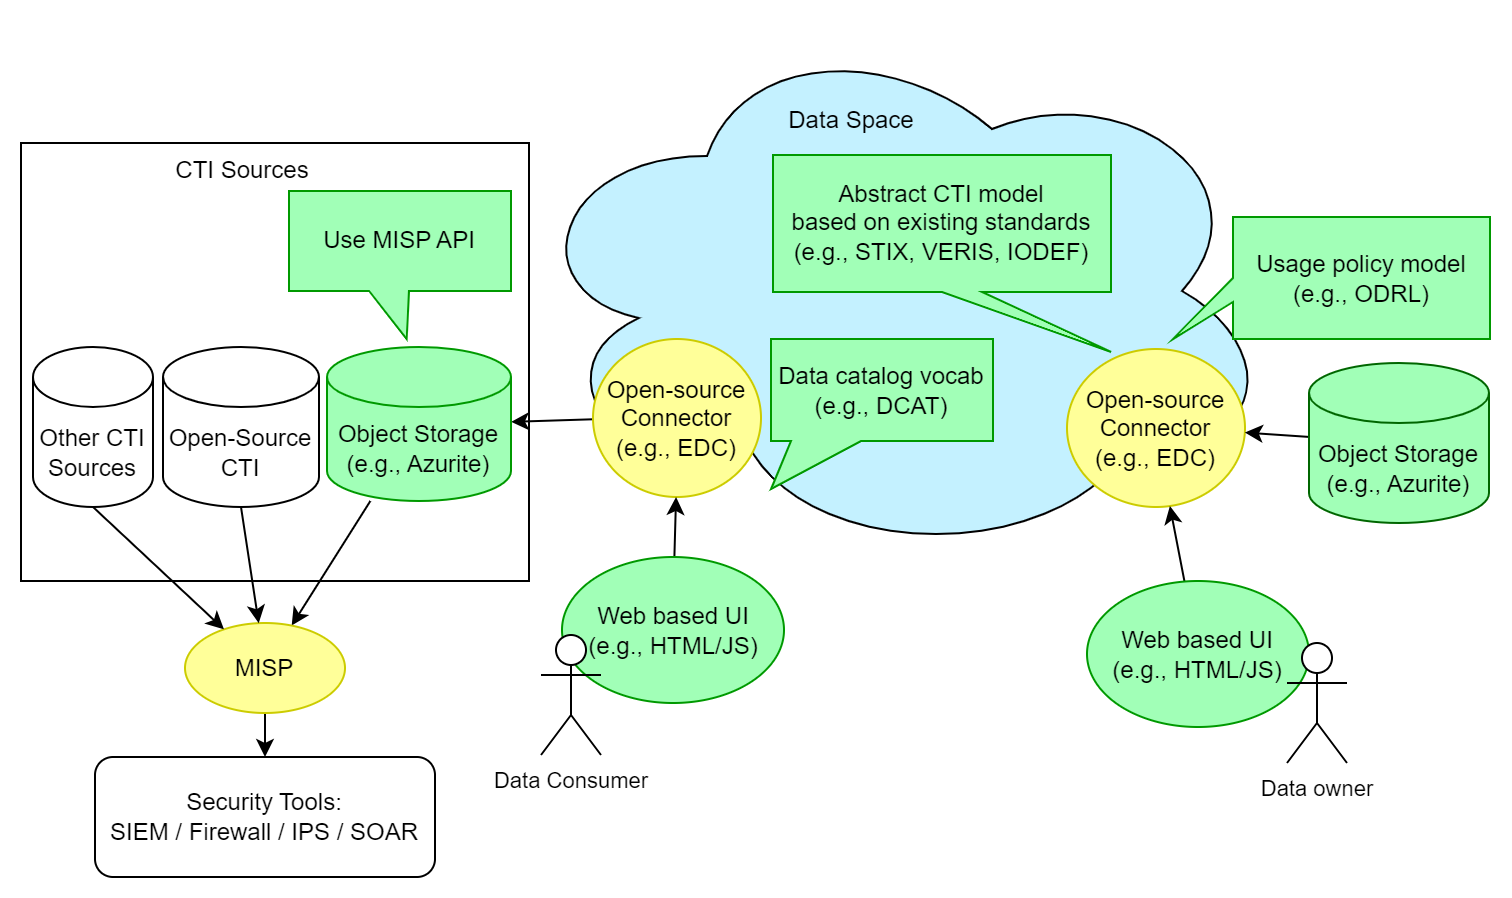 Data Space
CTI Sources
Use MISP API
Abstract CTI model
based on existing standards
(e.g., STIX, VERIS, IODEF)
Usage policy model
(e.g., ODRL)
Other CTI
Sources
Open-Source
CTI
Object Storage
(e.g., Azurite)
Open-source
Connector
(e.g., EDC)
Data catalog vocab
(e.g., DCAT)
Open-source
Connector
(e.g., EDC)
Object Storage
(e.g., Azurite)
Web based UI
(e.g., HTML/JS)
Web based UI
(e.g., HTML/JS)
MISP
Data Consumer
Data owner
Security Tools:
SIEM / Firewall / IPS / SOAR